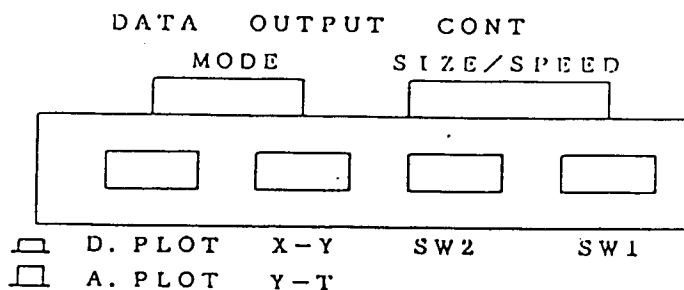 DATA OUTPUT CONT
MODE SIZE/SPEED
D. PLOT X-Y SW2 SW1
A. PLOT Y-T